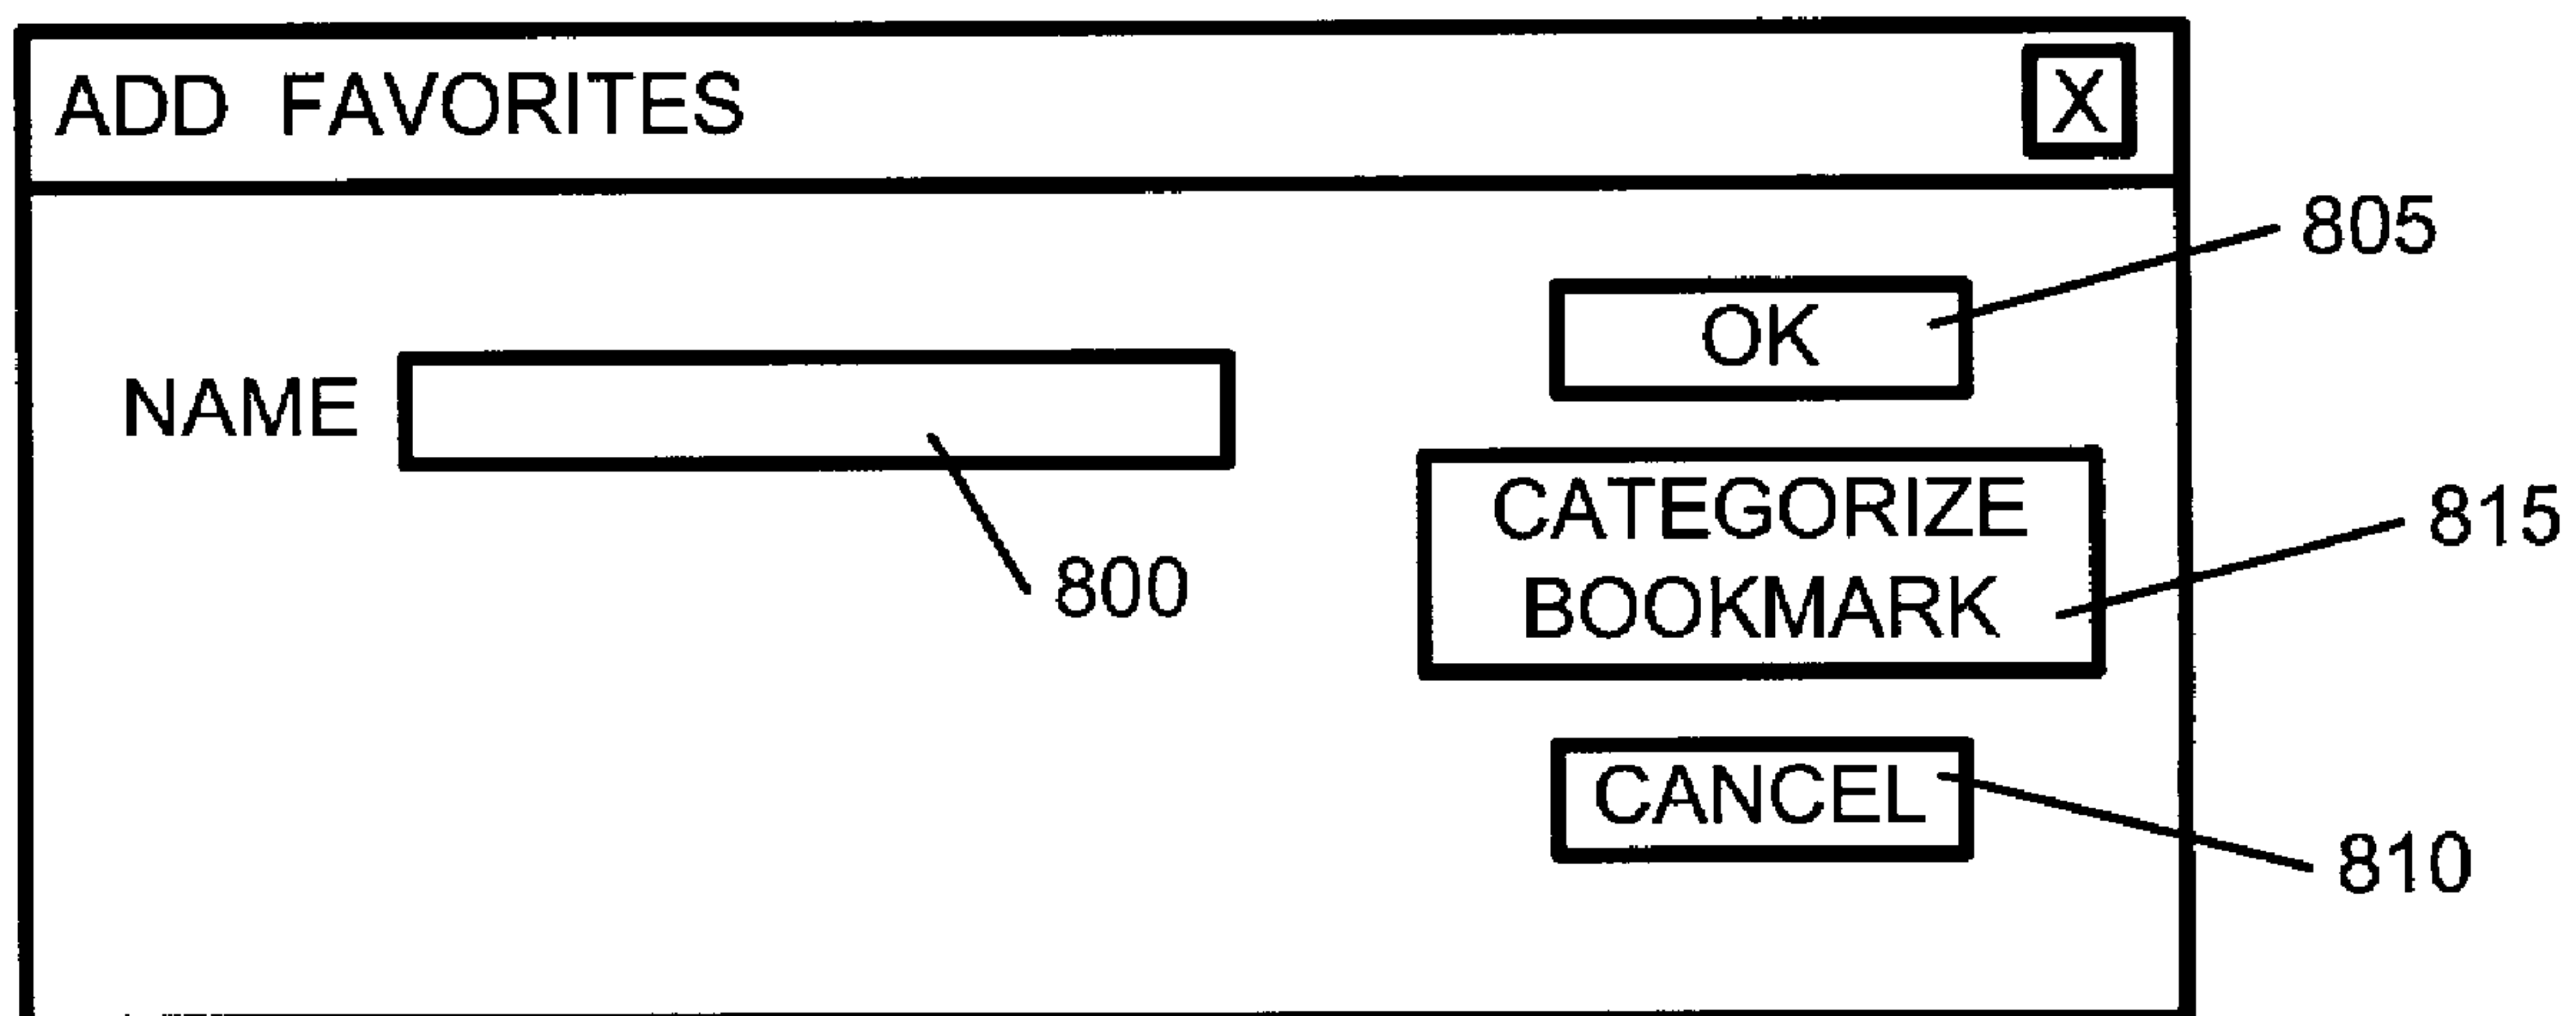 ADD FAVORITES X
805
OK
NAME
CATEGORIZE
BOOKMARK
815
800
CANCEL
810